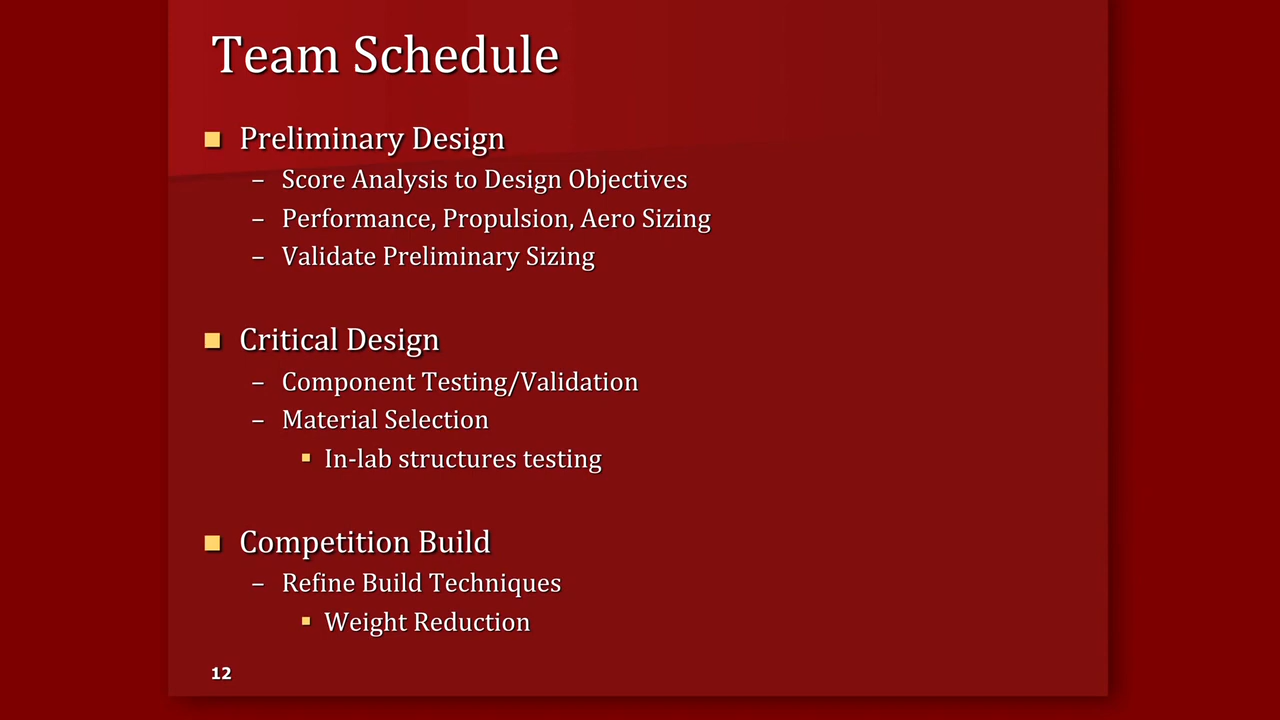 Team Schedule
Preliminary Design
– Score Analysis to Design Objectives
– Performance, Propulsion, Aero Sizing
– Validate Preliminary Sizing
Critical Design
– Component Testing/Validation
– Material Selection
In-lab structures testing
Competition Build
– Refine Build Techniques
Weight Reduction
12